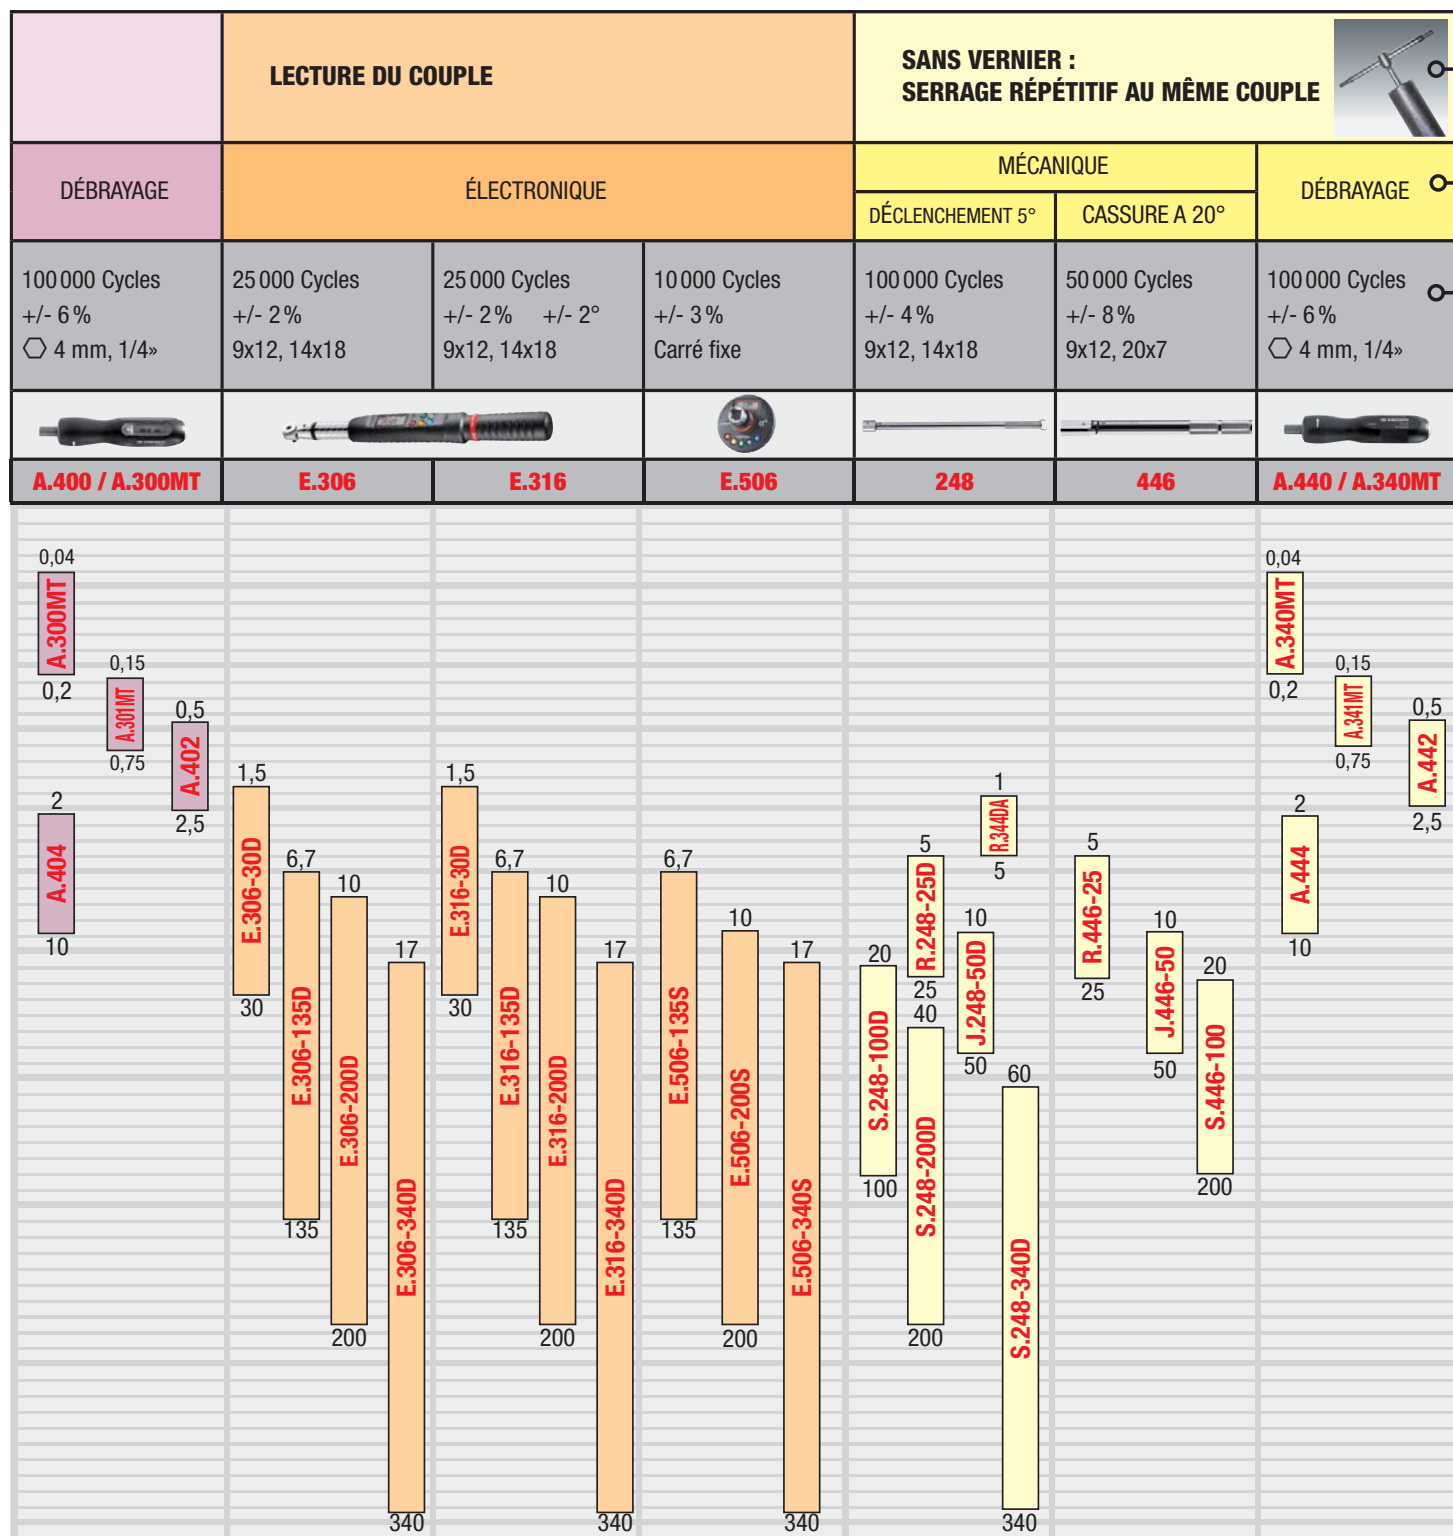 LECTURE DU COUPLE
SANS VERNIER :
SERRAGE RÉPÉTITIF AU MÊME COUPLE
DÉBRAYAGE
ÉLECTRONIQUE
MÉCANIQUE
DÉCLENCHEMENT 5°
CASSURE A 20°
DÉBRAYAGE
100 000 Cycles
+/- 6 %
4 mm, 1/4»
25 000 Cycles
+/- 2 %
9x12, 14x18
25 000 Cycles
+/- 2 % +/- 2°
9x12, 14x18
10 000 Cycles
+/- 3 %
Carré fixe
100 000 Cycles
+/- 4 %
9x12, 14x18
50 000 Cycles
+/- 8 %
9x12, 20x7
100 000 Cycles
+/- 6 %
4 mm, 1/4»
A.400 / A.300MT
E.306
E.316
E.506
248
446
A.440 / A.340MT
0,04
A.300MT
0,2
0,15
A.301MT
0,75
0,5
A.402
2,5
2
A.404
10
1,5
E.306-30D
30
6,7
E.306-135D
135
10
E.306-200D
200
17
E.306-340D
340
1,5
E.316-30D
30
6,7
E.316-135D
135
10
E.316-200D
200
17
E.316-340D
340
6,7
E.506-135S
135
10
E.506-200S
200
17
E.506-340S
340
20
S.248-100D
100
5
R.248-25D
25
40
S.248-200D
200
1
R.344DA
5
10
J.248-50D
50
60
S.248-340D
340
5
R.446-25
25
10
J.446-50
50
20
S.446-100
200
0,04
A.340MT
0,2
0,15
A.341MT
0,75
0,5
A.442
2,5
2
A.444
10